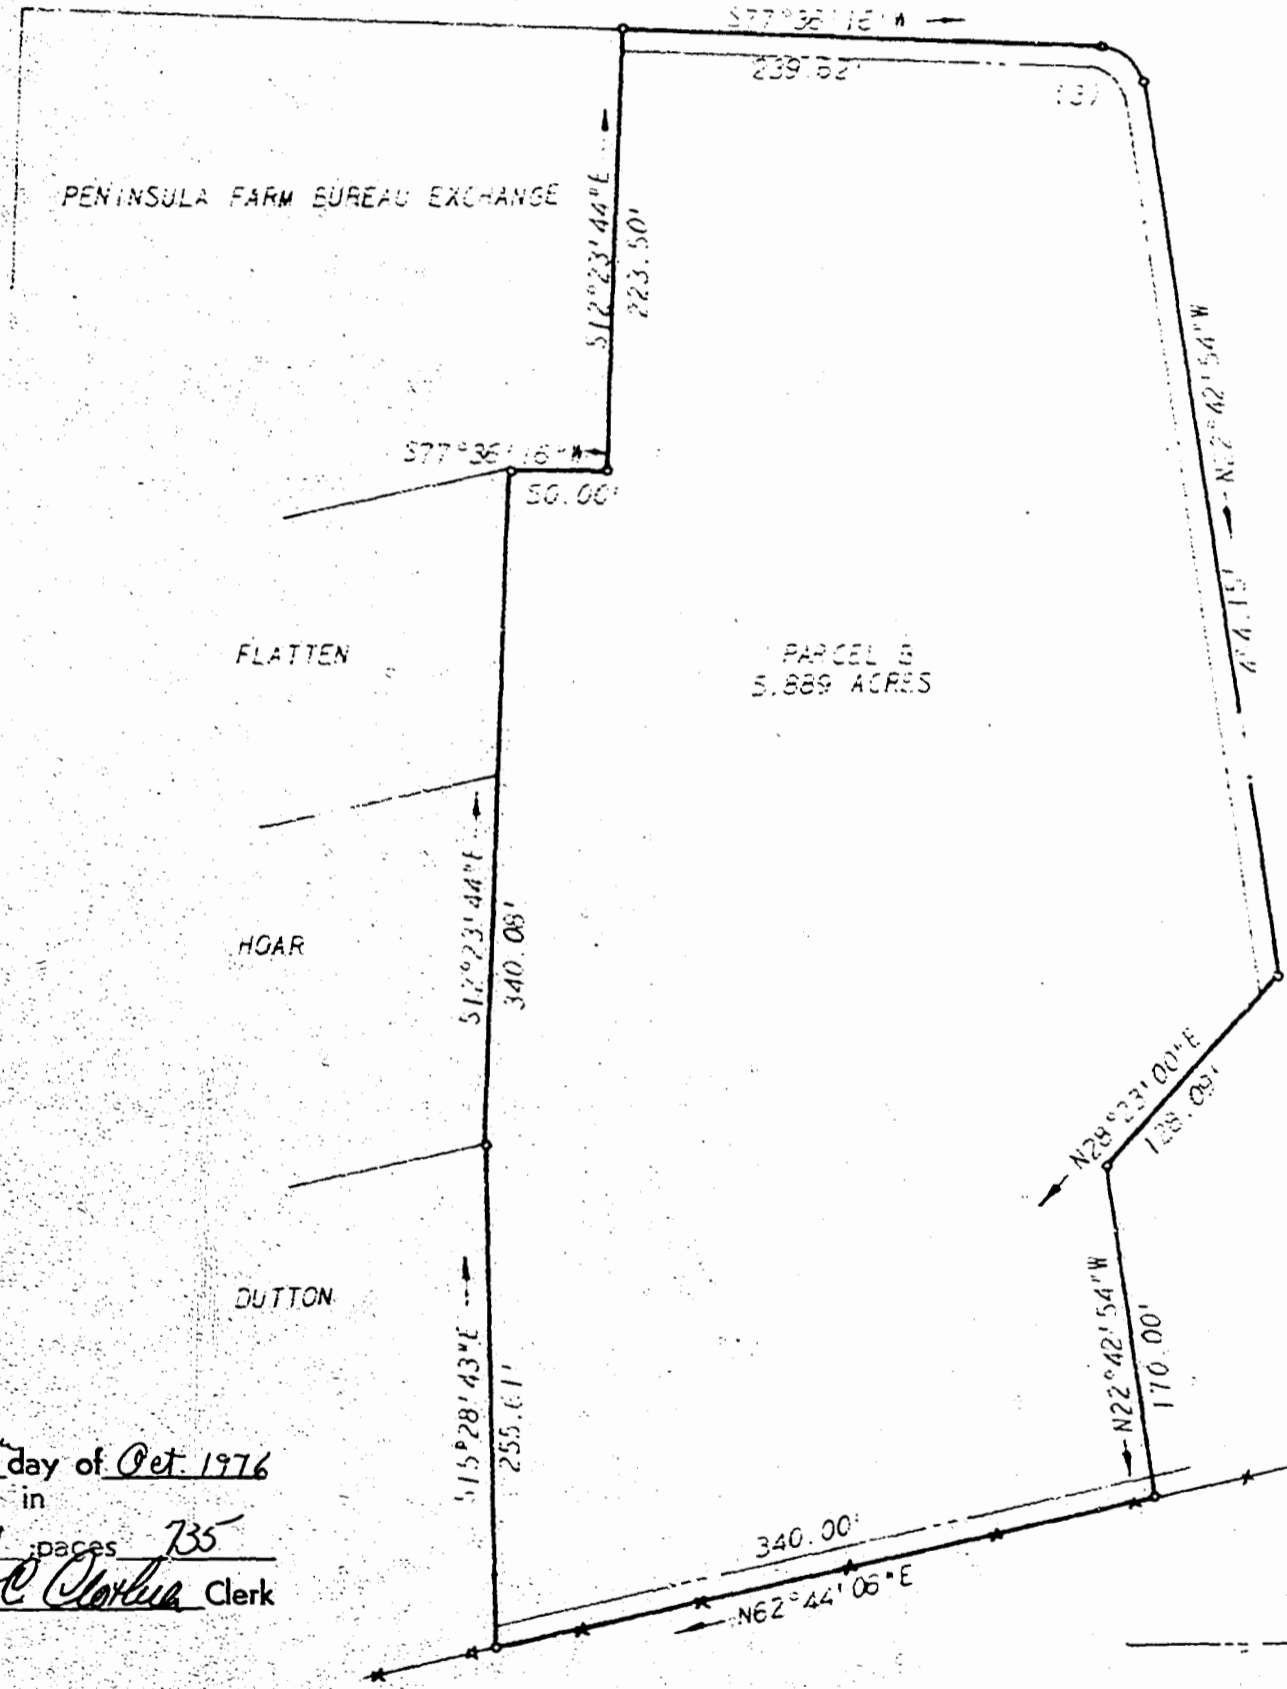 S77°36'16"W
239.62'
(3)
PENINSULA FARM BUREAU EXCHANGE
S12°23'44"E
223.50'
N22°42'54"W
S77°36'16"W
50.00'
FLATTEN
PARCEL B
5.889 ACRES
S12°23'44"E
340.08'
HOAR
N28°23'00"E
128.09'
DUTTON
S15°28'43"E
255.61'
N22°42'54"W
170.00'
340.00'
N62°44'06"E
day of Oct. 1976
in
pages 735
C Clerk